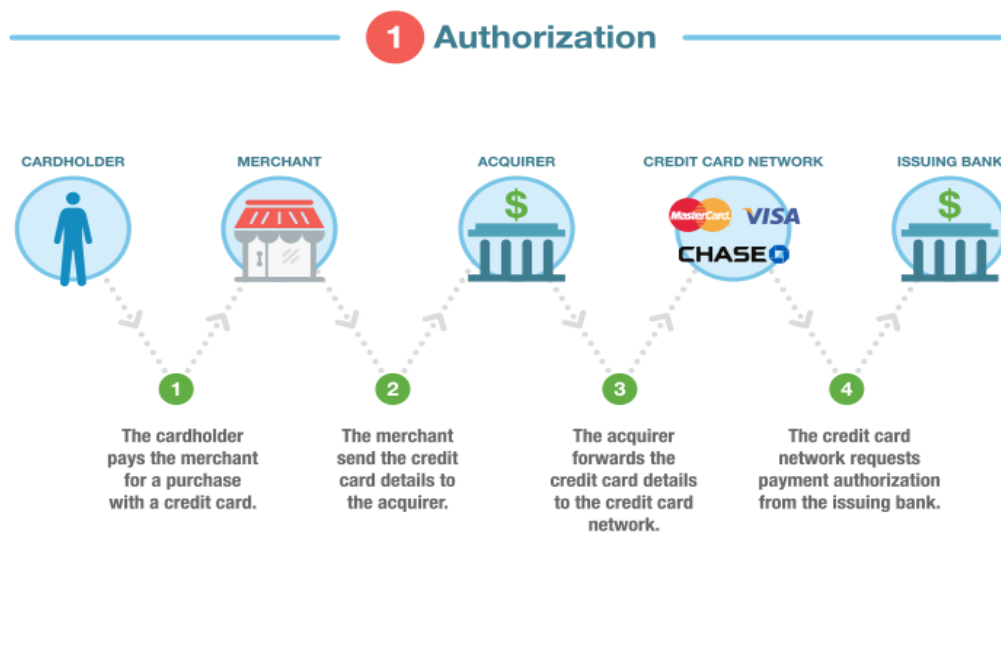 1 Authorization
CARDHOLDER
MERCHANT
ACQUIRER
CREDIT CARD NETWORK
ISSUING BANK
$
MasterCard.
VISA
CHASE
$
1
The cardholder
pays the merchant
for a purchase
with a credit card.
2
The merchant
send the credit
card details to
the acquirer.
3
The acquirer
forwards the
credit card details
to the credit card
network.
4
The credit card
network requests
payment authorization
from the issuing bank.